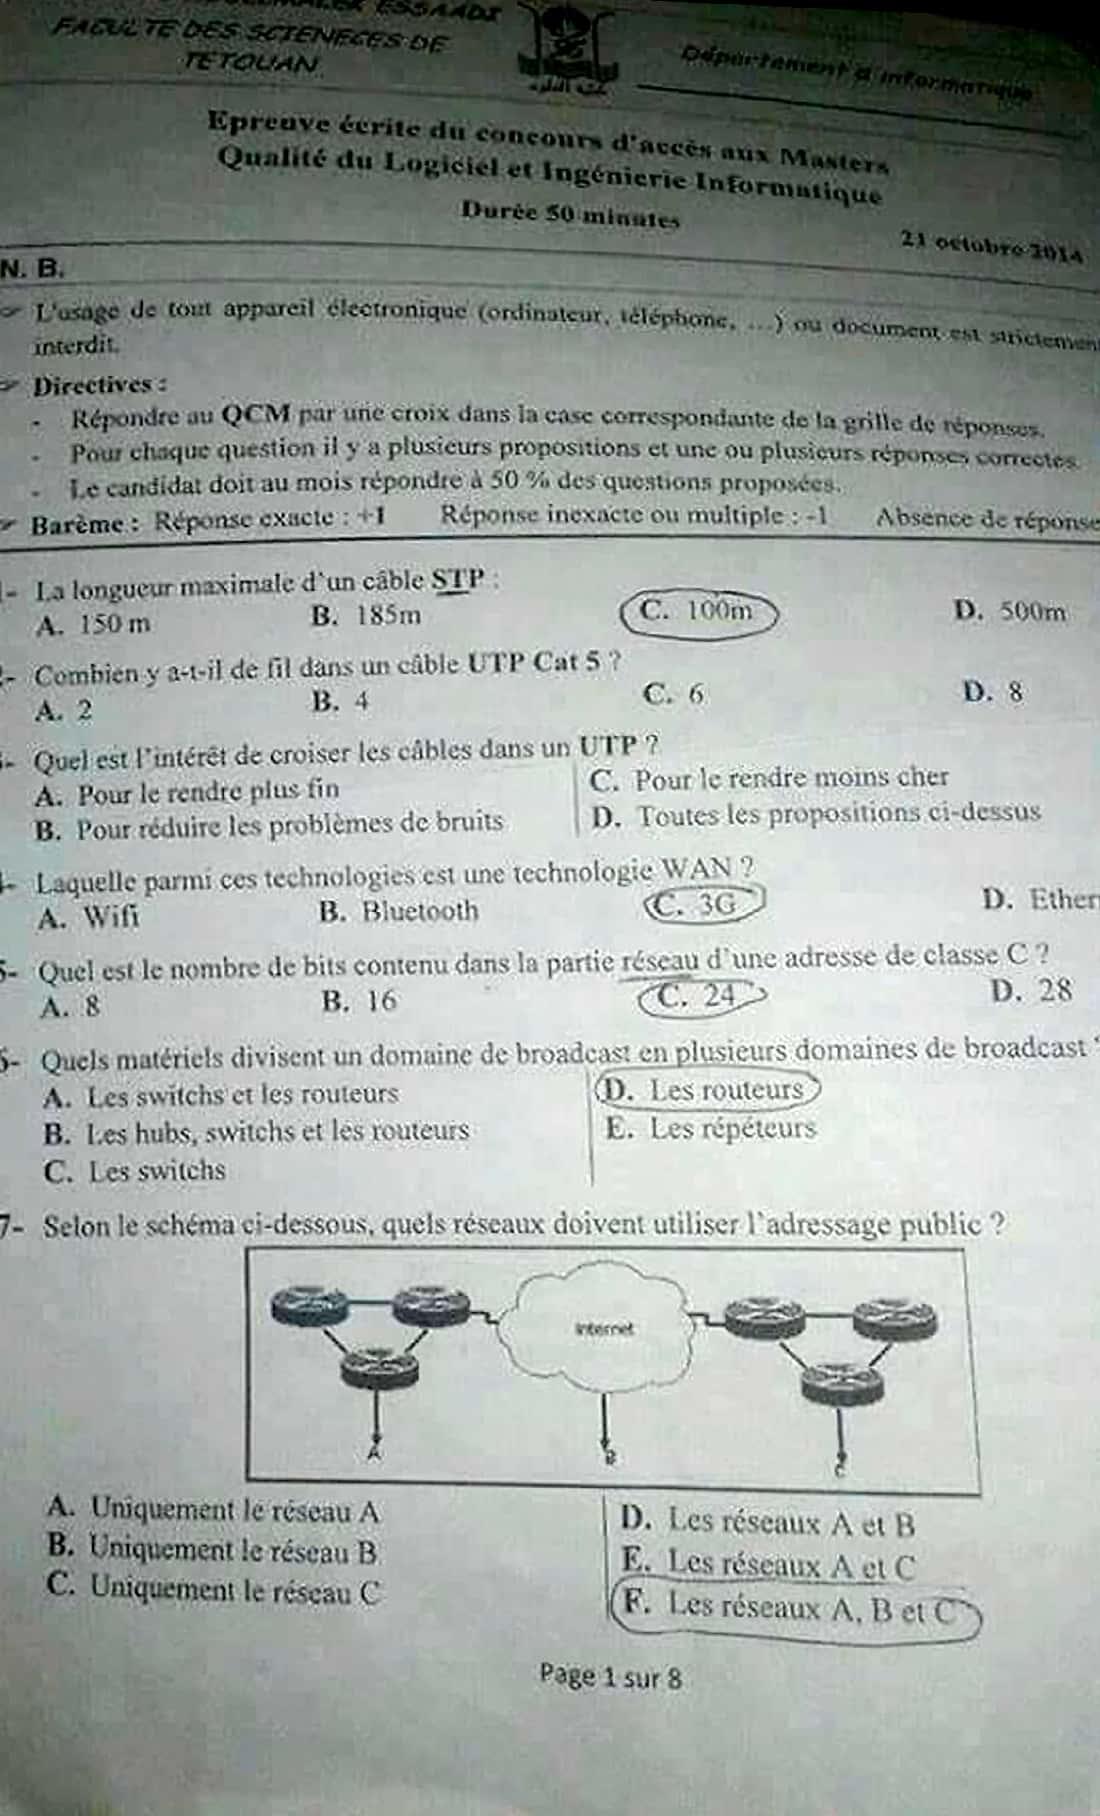 ESSAADI
FACULTE DES SCIENECES DE
TETOUAN
Département d'informatique
Epreuve écrite du concours d'accès aux Masters
Qualité du Logiciel et Ingénierie Informatique
Durée 50 minutes
21 octobre 2014
N. B.
L'usage de tout appareil électronique (ordinateur, téléphone, ...) ou document est strictement
interdit.
Directives :
- Répondre au QCM par une croix dans la case correspondante de la grille de réponses.
- Pour chaque question il y a plusieurs propositions et une ou plusieurs réponses correctes.
- Le candidat doit au mois répondre à 50 % des questions proposées.
Barème : Réponse exacte : +1 Réponse inexacte ou multiple : -1 Absence de réponse
- La longueur maximale d'un câble STP :
A. 150 m B. 185m C. 100m D. 500m
- Combien y a-t-il de fil dans un câble UTP Cat 5 ?
A. 2 B. 4 C. 6 D. 8
- Quel est l'intérêt de croiser les câbles dans un UTP ?
A. Pour le rendre plus fin C. Pour le rendre moins cher
B. Pour réduire les problèmes de bruits D. Toutes les propositions ci-dessus
- Laquelle parmi ces technologies est une technologie WAN ?
A. Wifi B. Bluetooth C. 3G D. Ether
5- Quel est le nombre de bits contenu dans la partie réseau d'une adresse de classe C ?
A. 8 B. 16 C. 24 D. 28
6- Quels matériels divisent un domaine de broadcast en plusieurs domaines de broadcast ?
A. Les switchs et les routeurs D. Les routeurs
B. Les hubs, switchs et les routeurs E. Les répéteurs
C. Les switchs
7- Selon le schéma ci-dessous, quels réseaux doivent utiliser l'adressage public ?
Internet
A B C
A. Uniquement le réseau A D. Les réseaux A et B
B. Uniquement le réseau B E. Les réseaux A et C
C. Uniquement le réseau C F. Les réseaux A, B et C
Page 1 sur 8